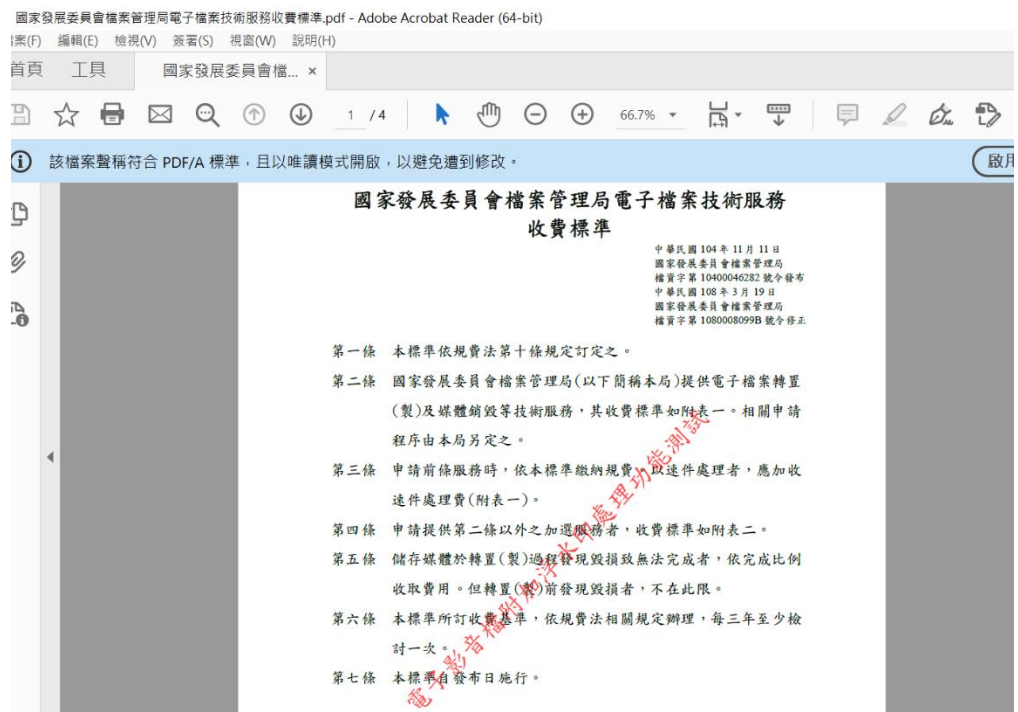 國家發展委員會檔案管理局電子檔案技術服務收費標準.pdf - Adobe Acrobat Reader (64-bit)
檔案(F) 編輯(E) 檢視(V) 簽署(S) 視窗(W) 說明(H)
首頁 工具 國家發展委員會檔... ×
1 / 4 66.7%
該檔案聲稱符合 PDF/A 標準，且以唯讀模式開啟，以避免遭到修改。 啟用
國家發展委員會檔案管理局電子檔案技術服務
收費標準
中華民國 104 年 11 月 11 日
國家發展委員會檔案管理局
檔資字第 10400046282 號令發布
中華民國 108 年 3 月 19 日
國家發展委員會檔案管理局
檔資字第 1080008099B 號令修正
第一條 本標準依規費法第十條規定訂定之。
第二條 國家發展委員會檔案管理局(以下簡稱本局)提供電子檔案轉置
(製)及媒體銷毀等技術服務，其收費標準如附表一。相關申請
程序由本局另定之。
第三條 申請前條服務時，依本標準繳納規費，以速件處理者，應加收
速件處理費(附表一)。
第四條 申請提供第二條以外之加選服務者，收費標準如附表二。
第五條 儲存媒體於轉置(製)過程發現毀損致無法完成者，依完成比例
收取費用。但轉置(製)前發現毀損者，不在此限。
第六條 本標準所訂收費基準，依規費法相關規定辦理，每三年至少檢
討一次。
第七條 本標準自發布日施行。
電子影音檔附加浮水印處理功能測試